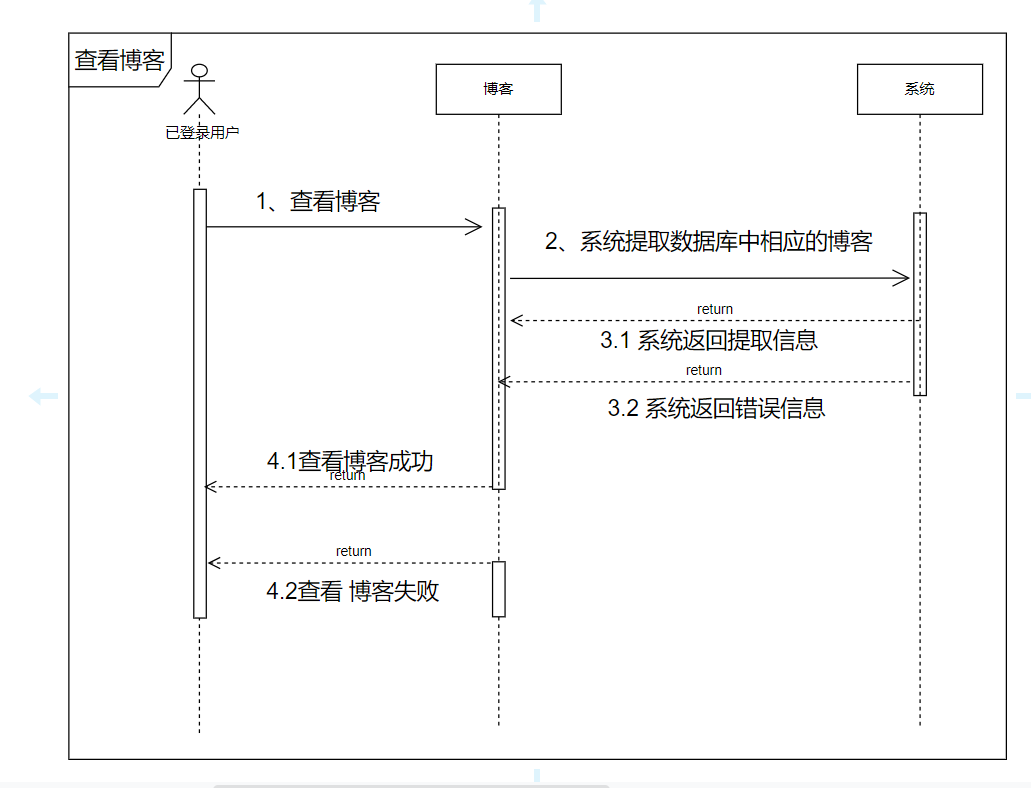 查看博客
博客
系统
已登录用户
1、查看博客
2、系统提取数据库中相应的博客
return
3.1 系统返回提取信息
return
3.2 系统返回错误信息
4.1查看博客成功
return
return
4.2查看 博客失败